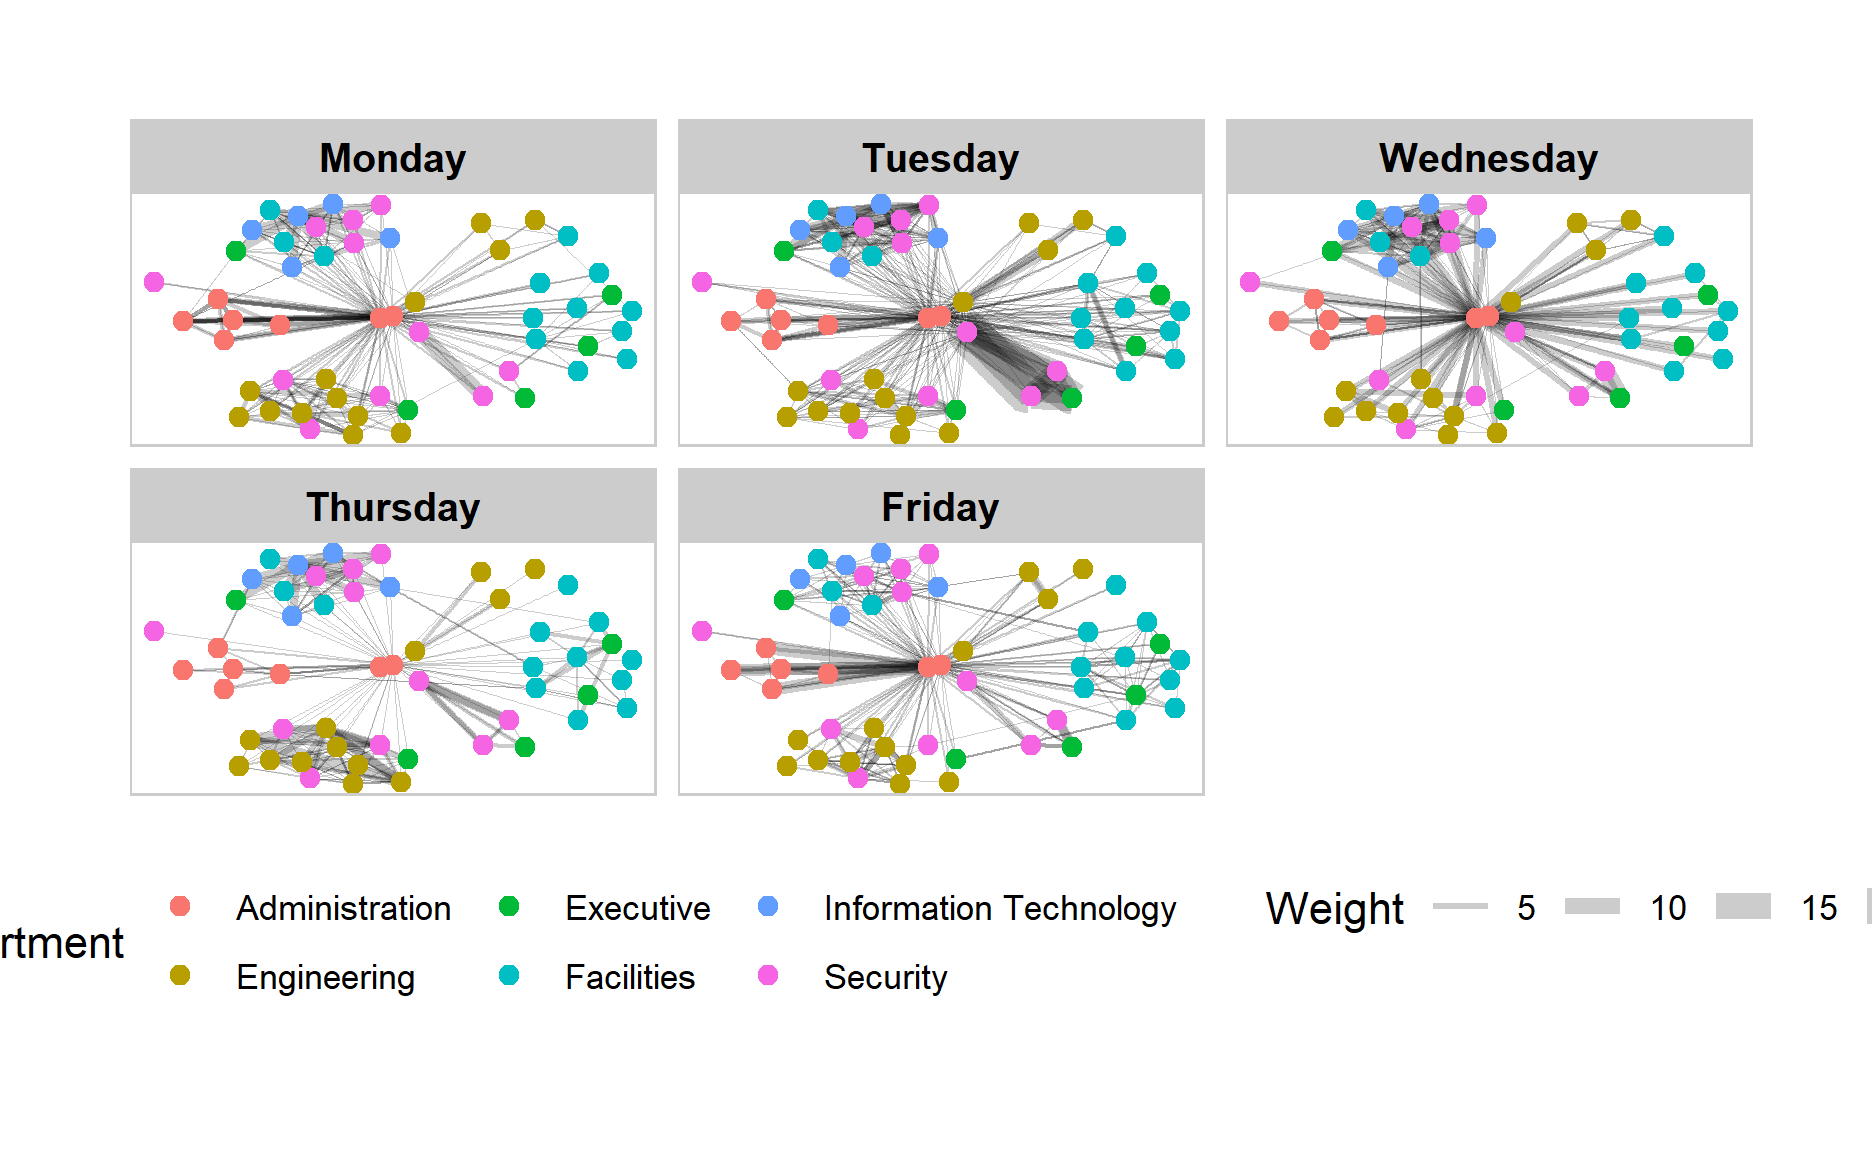 Monday
Tuesday
Wednesday
Thursday
Friday
rtment
Administration
Executive
Information Technology
Engineering
Facilities
Security
Weight
5
10
15